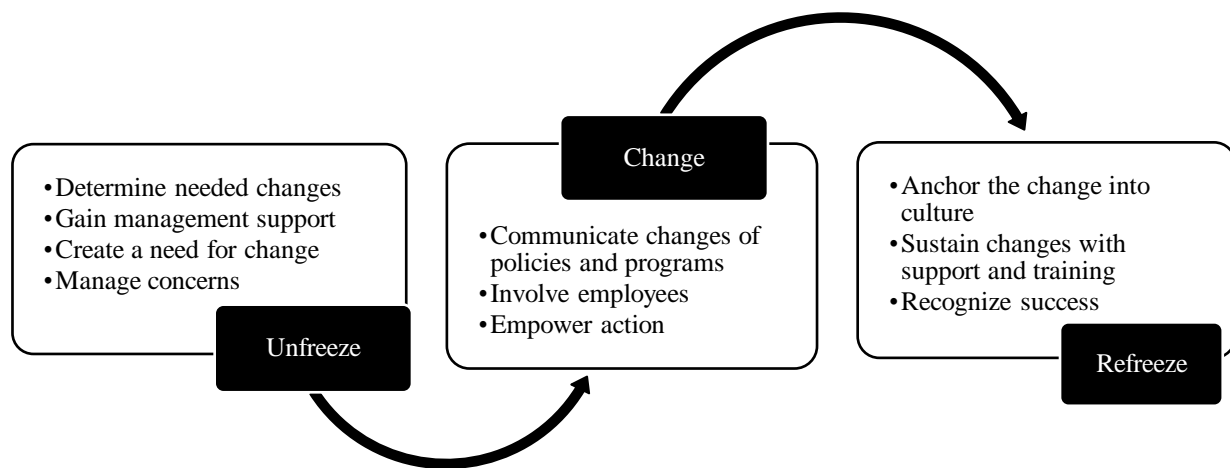 •Determine needed changes
•Gain management support
•Create a need for change
•Manage concerns
Unfreeze
Change
•Communicate changes of
policies and programs
•Involve employees
•Empower action
•Anchor the change into
culture
•Sustain changes with
support and training
•Recognize success
Refreeze